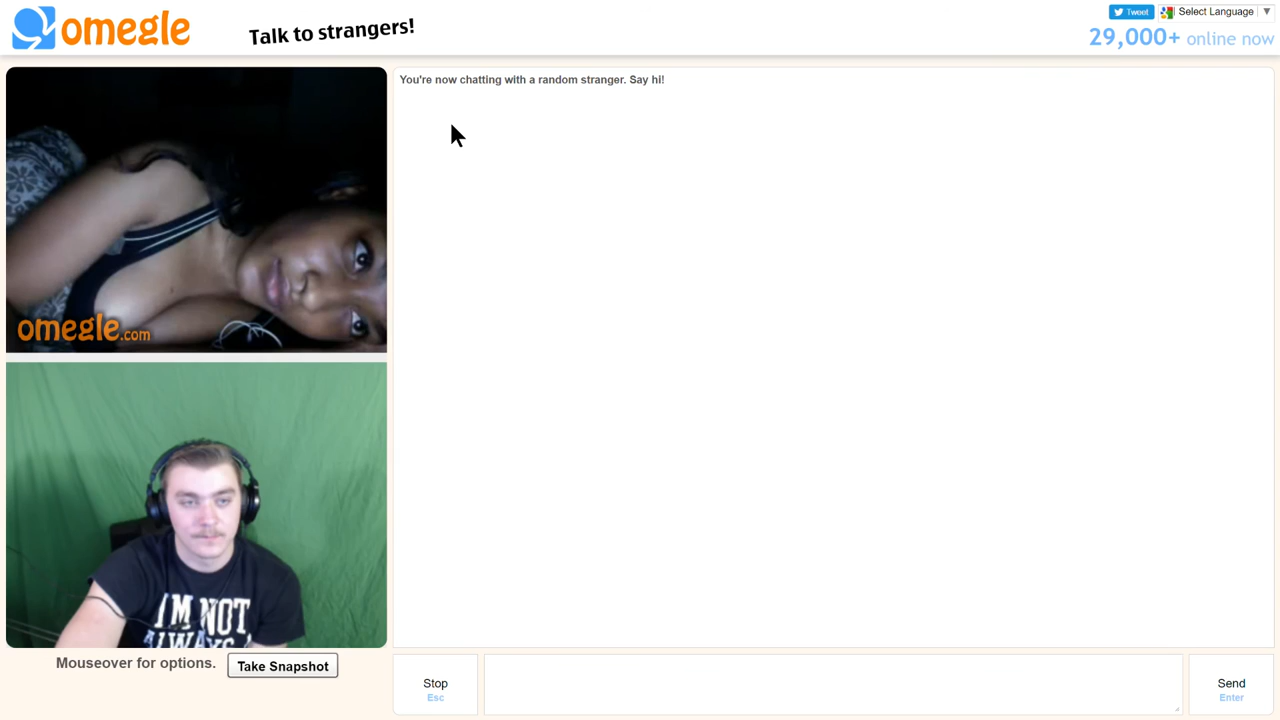 omegle
Talk to strangers!
Tweet
Select Language
29,000+ online now
You're now chatting with a random stranger. Say hi!
omegle.com
I'M NOT
ALWAYS
Mouseover for options.
Take Snapshot
Stop
Esc
Send
Enter